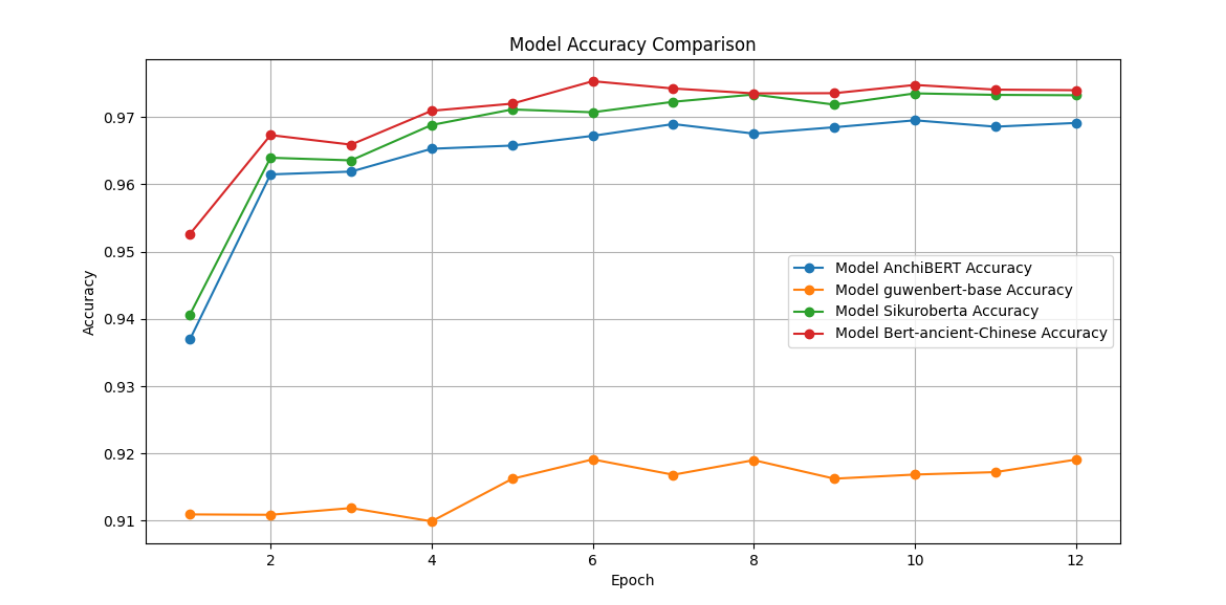 Model Accuracy Comparison
0.97
0.96
0.95
0.94
0.93
0.92
0.91
Accuracy
Model AnchiBERT Accuracy
Model guwenbert-base Accuracy
Model Sikuroberta Accuracy
Model Bert-ancient-Chinese Accuracy
2 4 6 8 10 12
Epoch